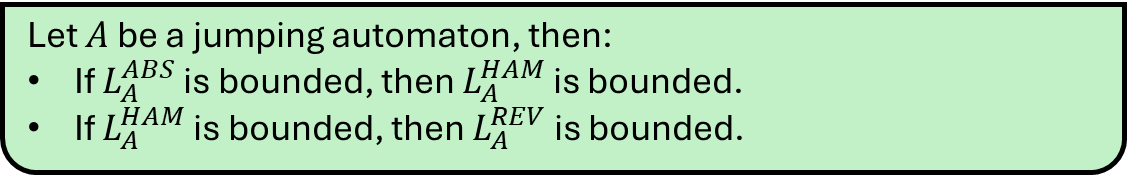 Let 𝐴 be a jumping automaton, then:
• If $L_A^{ABS}$ is bounded, then $L_A^{HAM}$ is bounded.
• If $L_A^{HAM}$ is bounded, then $L_A^{REV}$ is bounded.